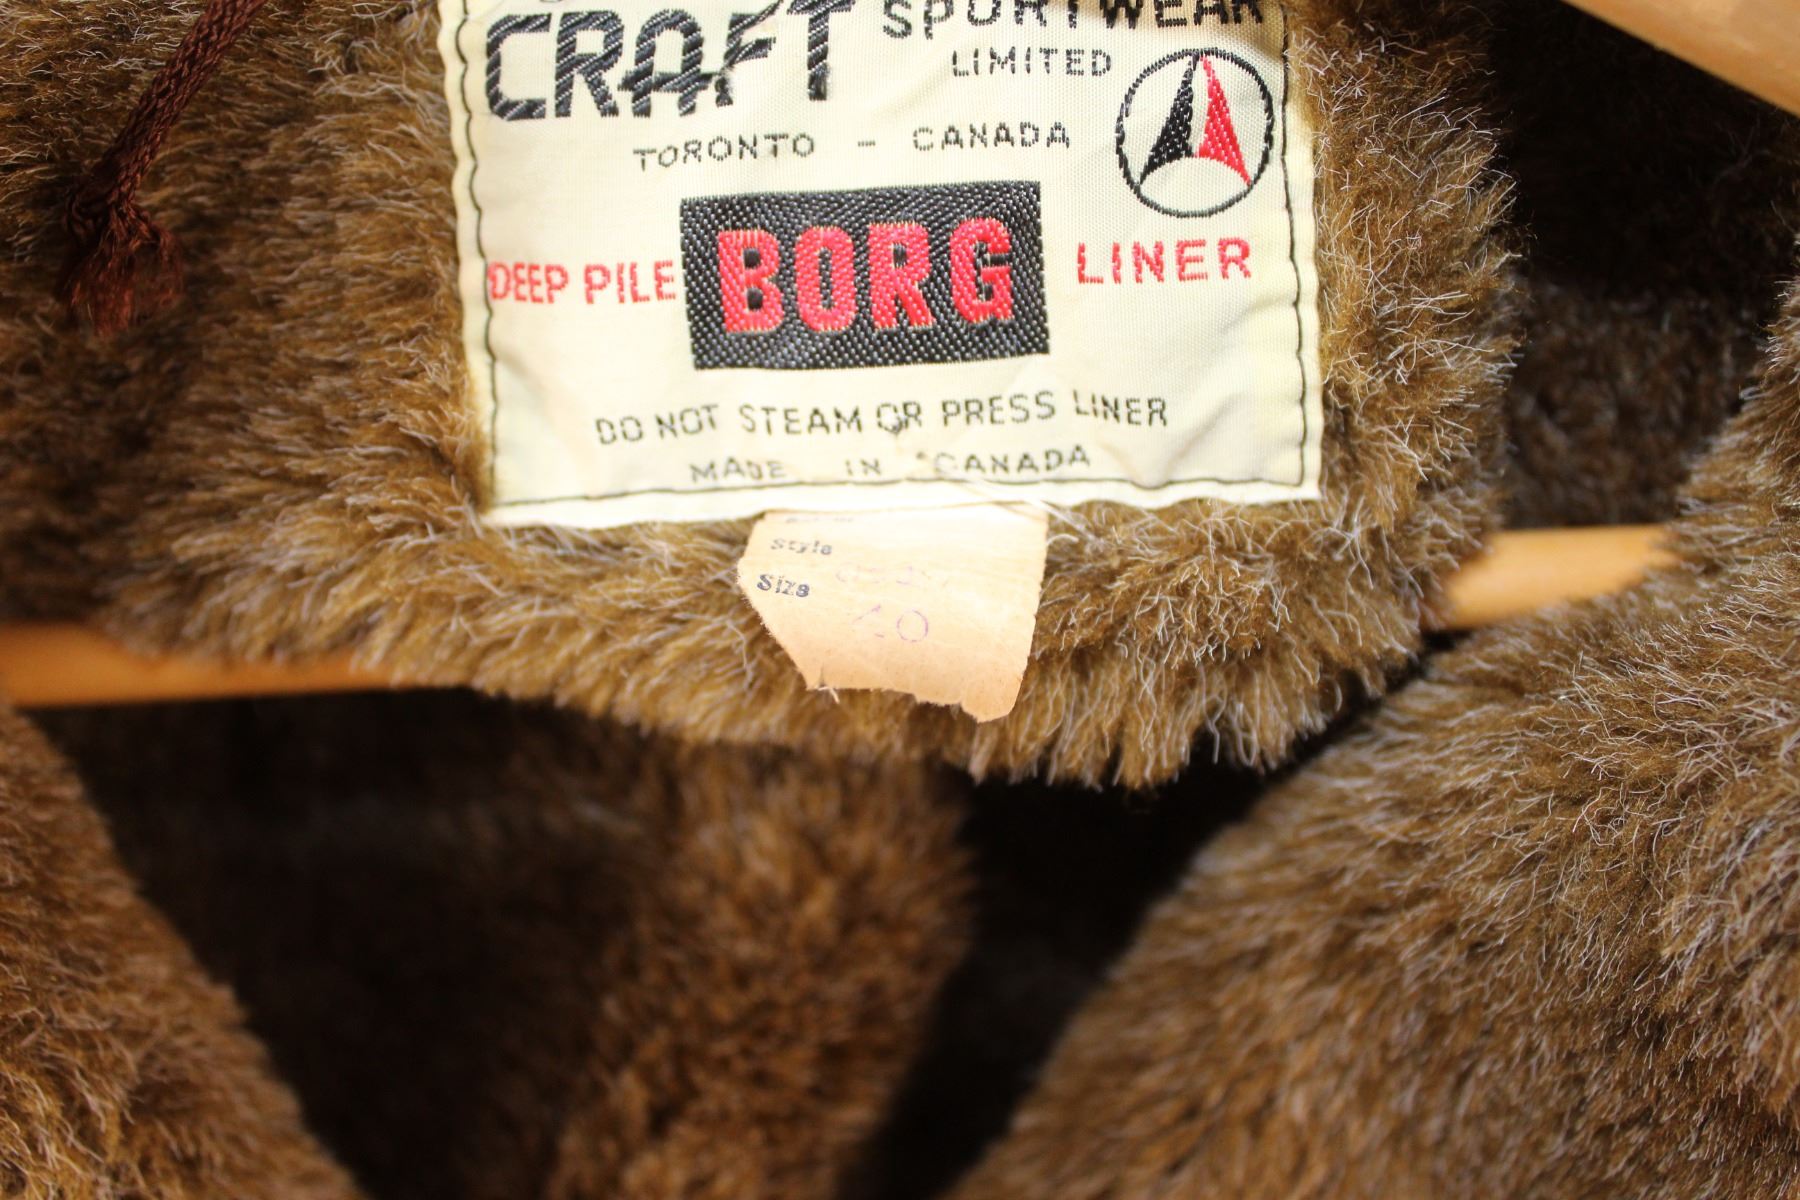 CRAFT SPORTWEAR
LIMITED
TORONTO - CANADA
DEEP PILE BORG LINER
DO NOT STEAM OR PRESS LINER
MADE IN CANADA
Style
Size 40